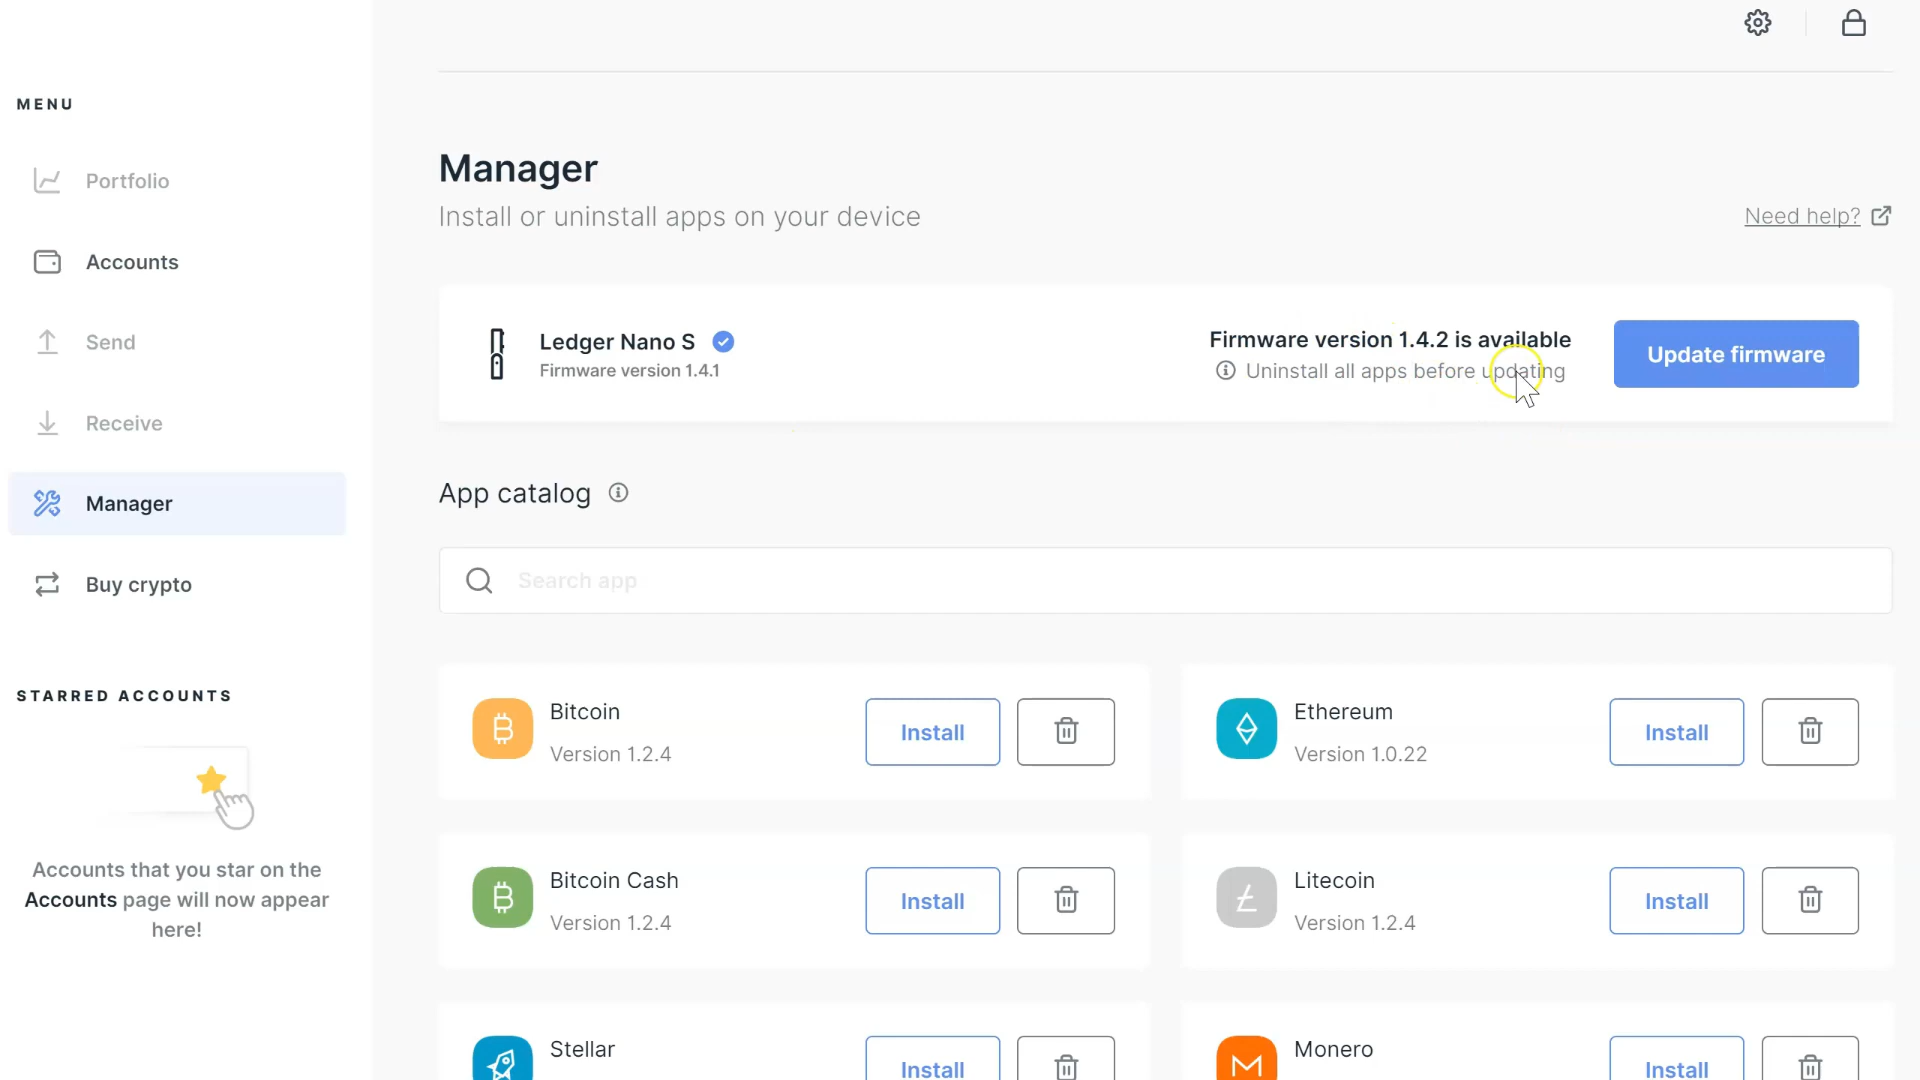 MENU
Portfolio
Accounts
Send
Receive
Manager
Buy crypto
STARRED ACCOUNTS
Accounts that you star on the
Accounts page will now appear
here!
Manager
Install or uninstall apps on your device
Need help?
Ledger Nano S
Firmware version 1.4.1
Firmware version 1.4.2 is available
Uninstall all apps before updating
Update firmware
App catalog
Search app
Bitcoin
Version 1.2.4
Install
Ethereum
Version 1.0.22
Install
Bitcoin Cash
Version 1.2.4
Install
Litecoin
Version 1.2.4
Install
Stellar
Install
Monero
Install